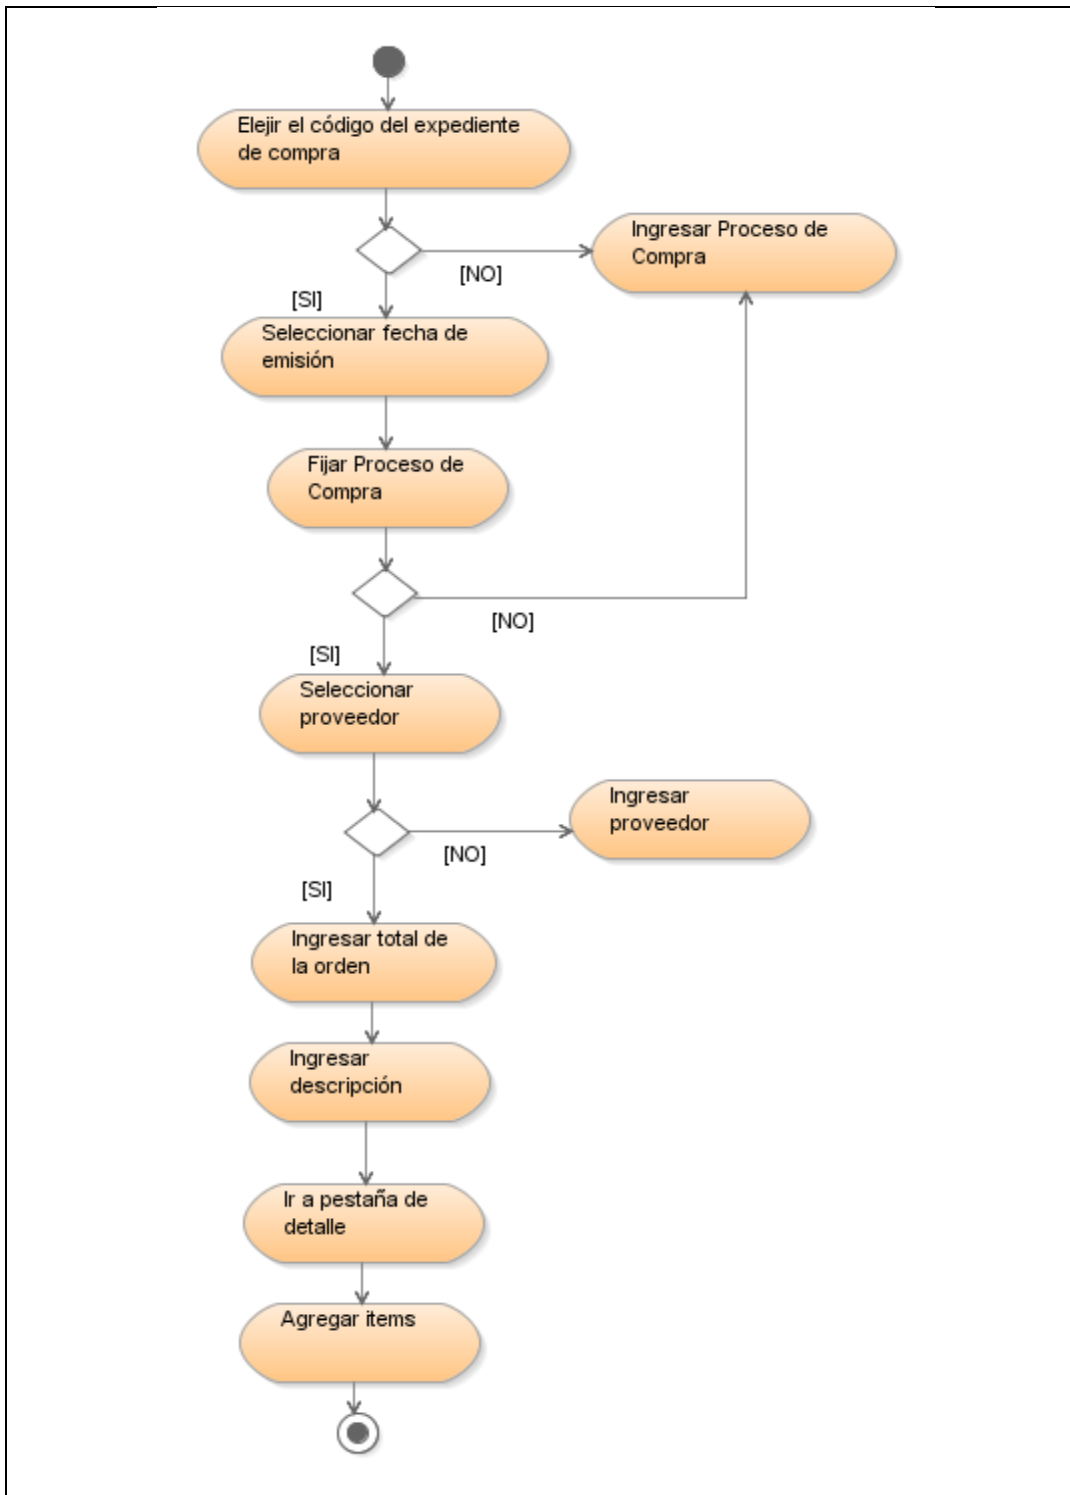 Elejir el código del expediente
de compra
Ingresar Proceso de
Compra
[NO]
[SI]
Seleccionar fecha de
emisión
Fijar Proceso de
Compra
[NO]
[SI]
Seleccionar
proveedor
Ingresar
proveedor
[NO]
[SI]
Ingresar total de
la orden
Ingresar
descripción
Ir a pestaña de
detalle
Agregar items